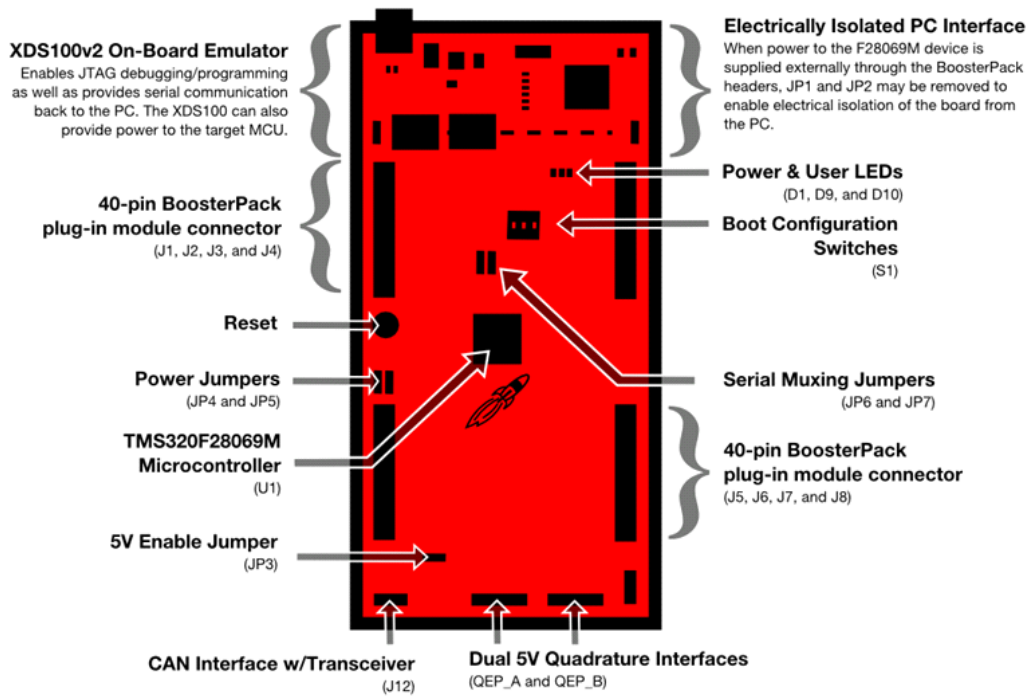 XDS100v2 On-Board Emulator
Enables JTAG debugging/programming
as well as provides serial communication
back to the PC. The XDS100 can also
provide power to the target MCU.
40-pin BoosterPack
plug-in module connector
(J1, J2, J3, and J4)
Reset
Power Jumpers
(JP4 and JP5)
TMS320F28069M
Microcontroller
(U1)
5V Enable Jumper
(JP3)
CAN Interface w/Transceiver
(J12)
Dual 5V Quadrature Interfaces
(QEP_A and QEP_B)
Electrically Isolated PC Interface
When power to the F28069M device is
supplied externally through the BoosterPack
headers, JP1 and JP2 may be removed to
enable electrical isolation of the board from
the PC.
Power & User LEDs
(D1, D9, and D10)
Boot Configuration
Switches
(S1)
Serial Muxing Jumpers
(JP6 and JP7)
40-pin BoosterPack
plug-in module connector
(J5, J6, J7, and J8)